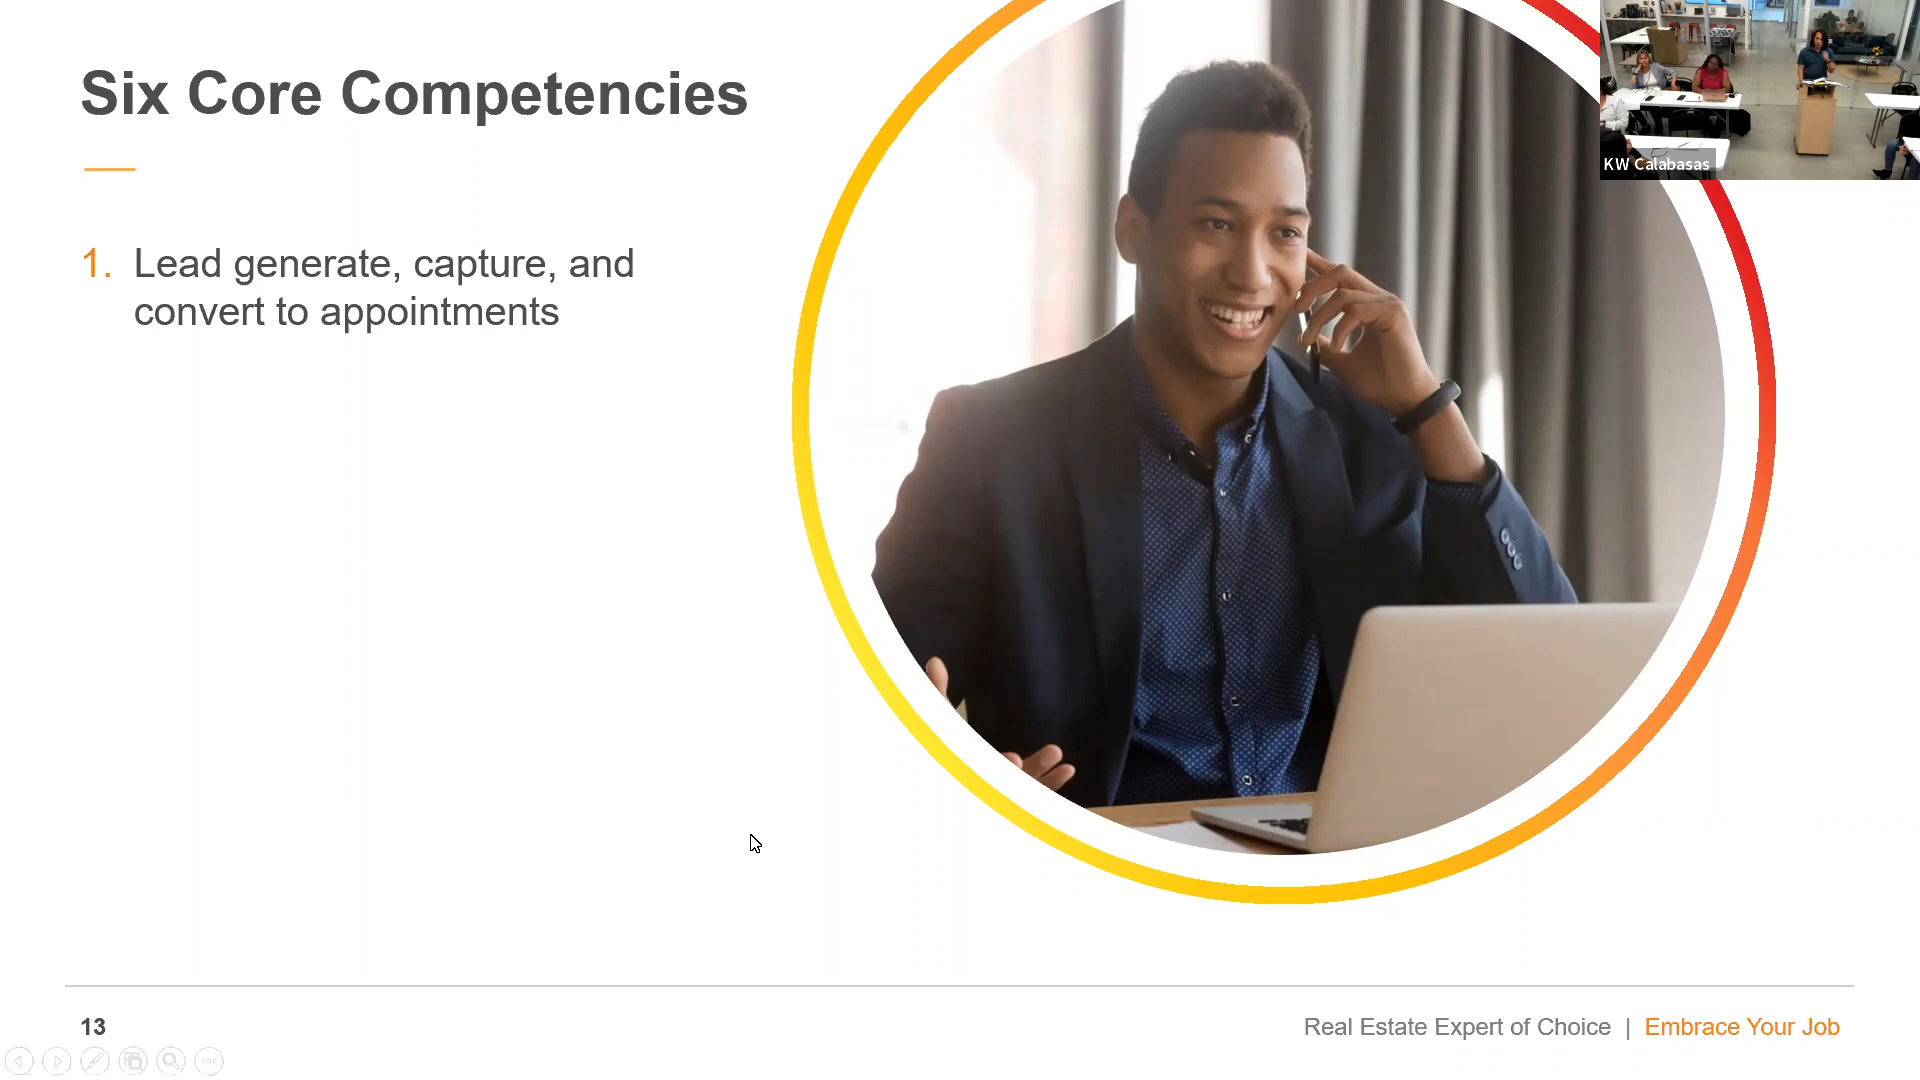 Six Core Competencies
1. Lead generate, capture, and
convert to appointments
KW Calabasas
13
Real Estate Expert of Choice | Embrace Your Job